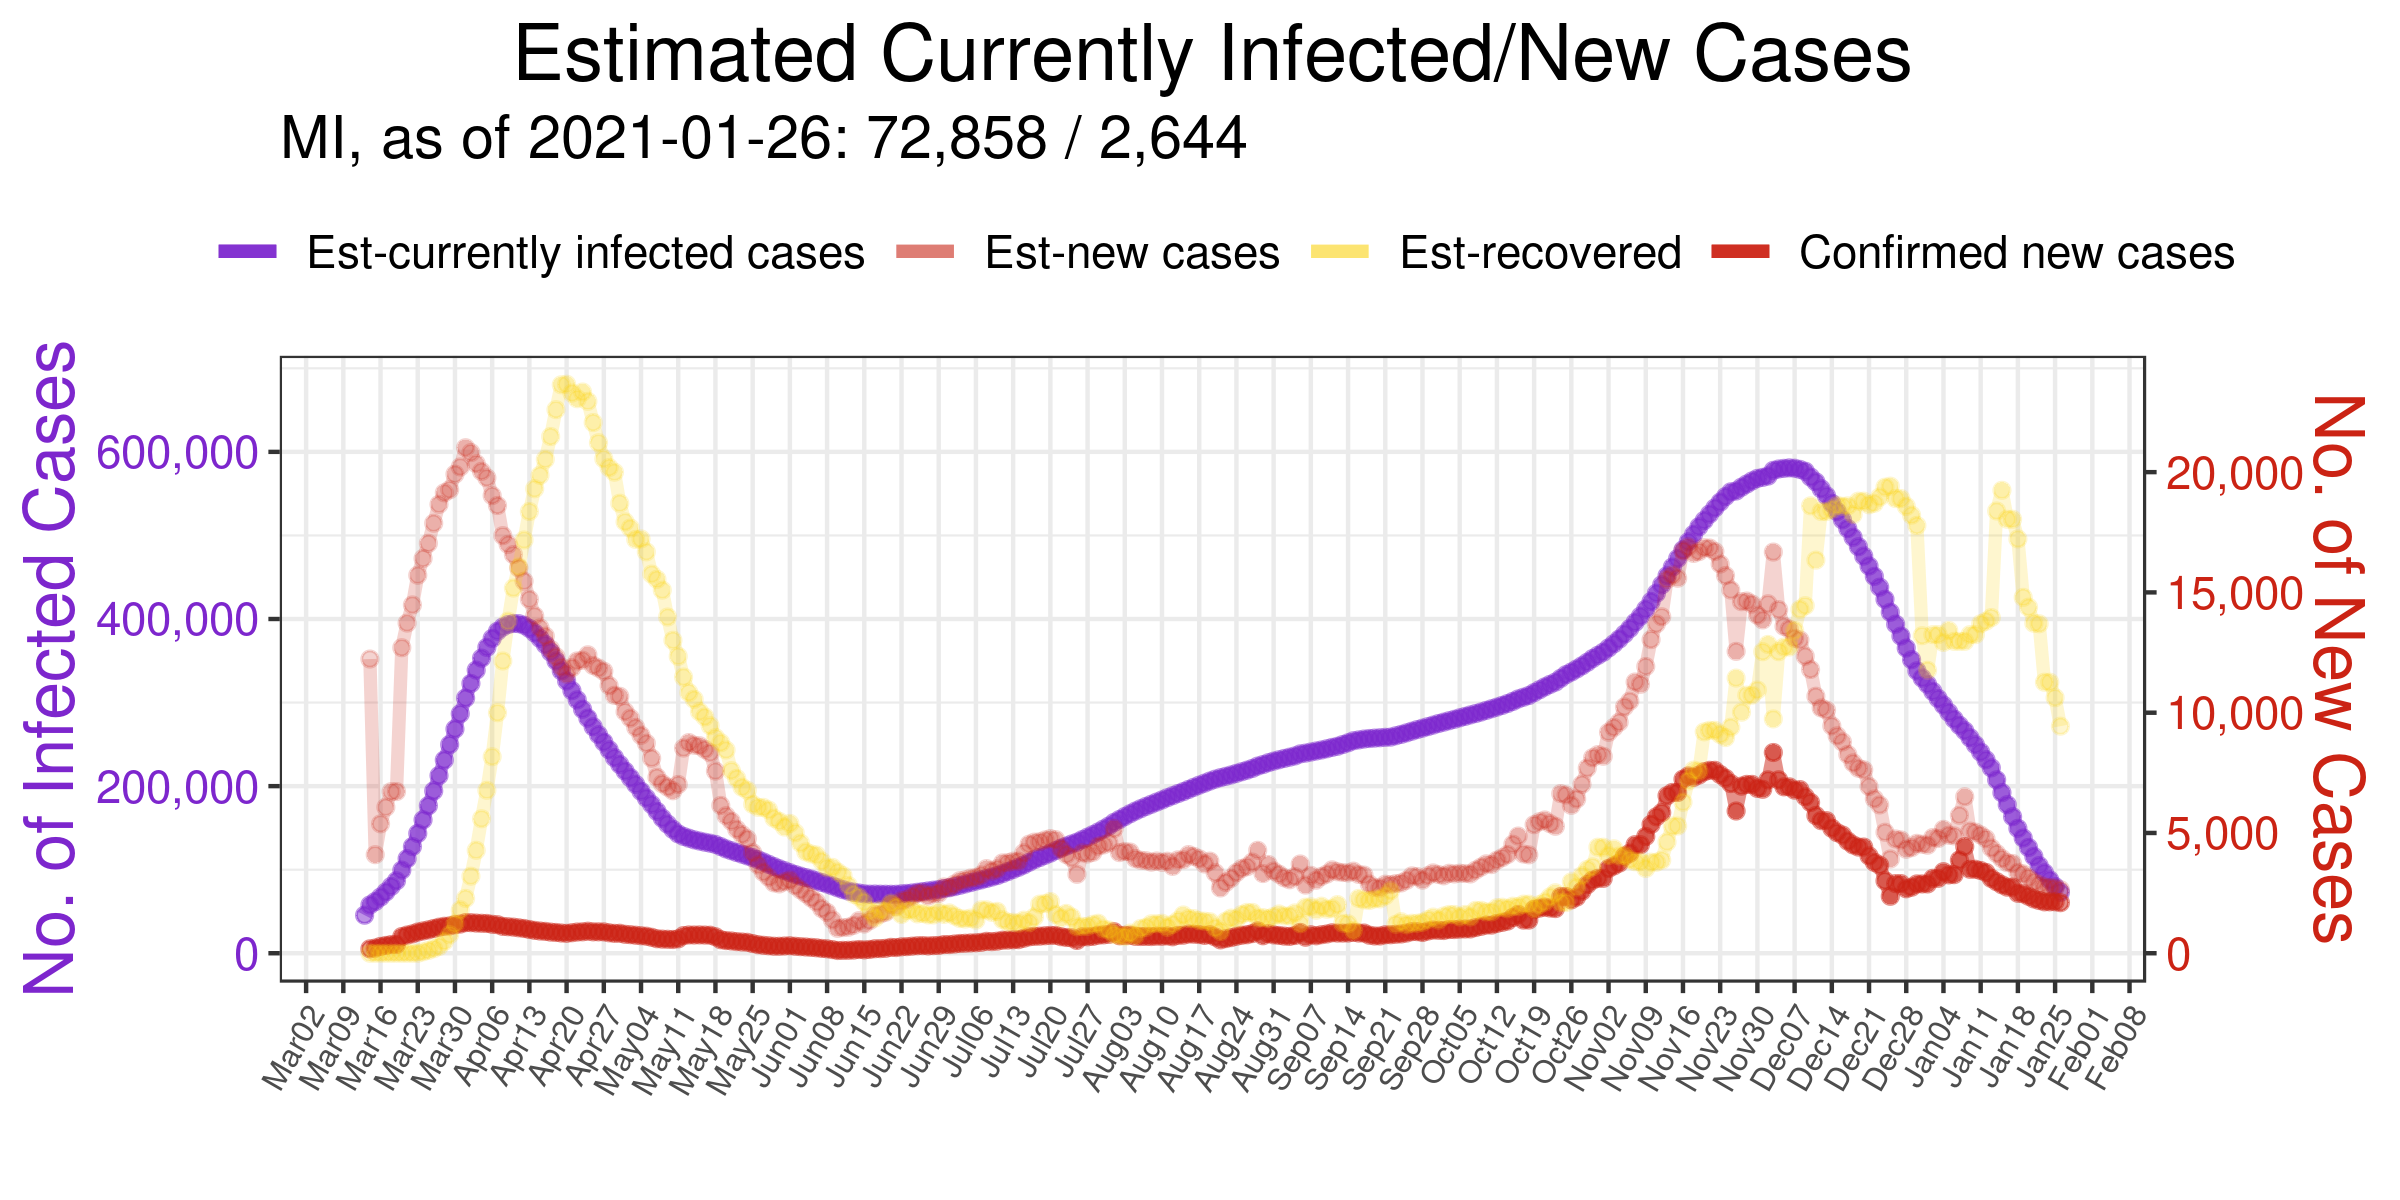 Estimated Currently Infected/New Cases
MI, as of 2021-01-26: 72,858 / 2,644
Est-currently infected cases
Est-new cases
Est-recovered
Confirmed new cases
No. of Infected Cases
600,000
400,000
200,000
0
No. of New Cases
20,000
15,000
10,000
5,000
0
Mar02
Mar09
Mar16
Mar23
Mar30
Apr06
Apr13
Apr20
Apr27
May04
May11
May18
May25
Jun01
Jun08
Jun15
Jun22
Jun29
Jul06
Jul13
Jul20
Jul27
Aug03
Aug10
Aug17
Aug24
Aug31
Sep07
Sep14
Sep21
Sep28
Oct05
Oct12
Oct19
Oct26
Nov02
Nov09
Nov16
Nov23
Nov30
Dec07
Dec14
Dec21
Dec28
Jan04
Jan11
Jan18
Jan25
Feb01
Feb08